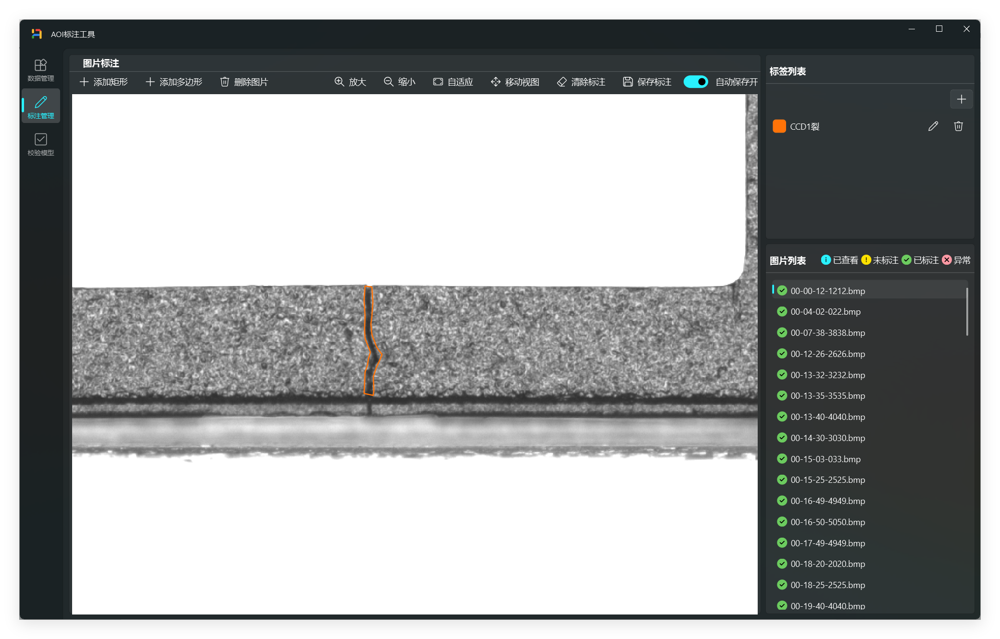 AOI标注工具
数据管理
标注管理
校验模型
图片标注
添加矩形 添加多边形 删除图片 放大 缩小 自适应 移动视图 清除标注 保存标注 自动保存开
标签列表
CCD1裂
图片列表 已查看 未标注 已标注 异常
00-00-12-1212.bmp
00-04-02-022.bmp
00-07-38-3838.bmp
00-12-26-2626.bmp
00-13-32-3232.bmp
00-13-35-3535.bmp
00-13-40-4040.bmp
00-14-30-3030.bmp
00-15-03-033.bmp
00-15-25-2525.bmp
00-16-49-4949.bmp
00-16-50-5050.bmp
00-17-49-4949.bmp
00-18-20-2020.bmp
00-18-25-2525.bmp
00-19-40-4040.bmp